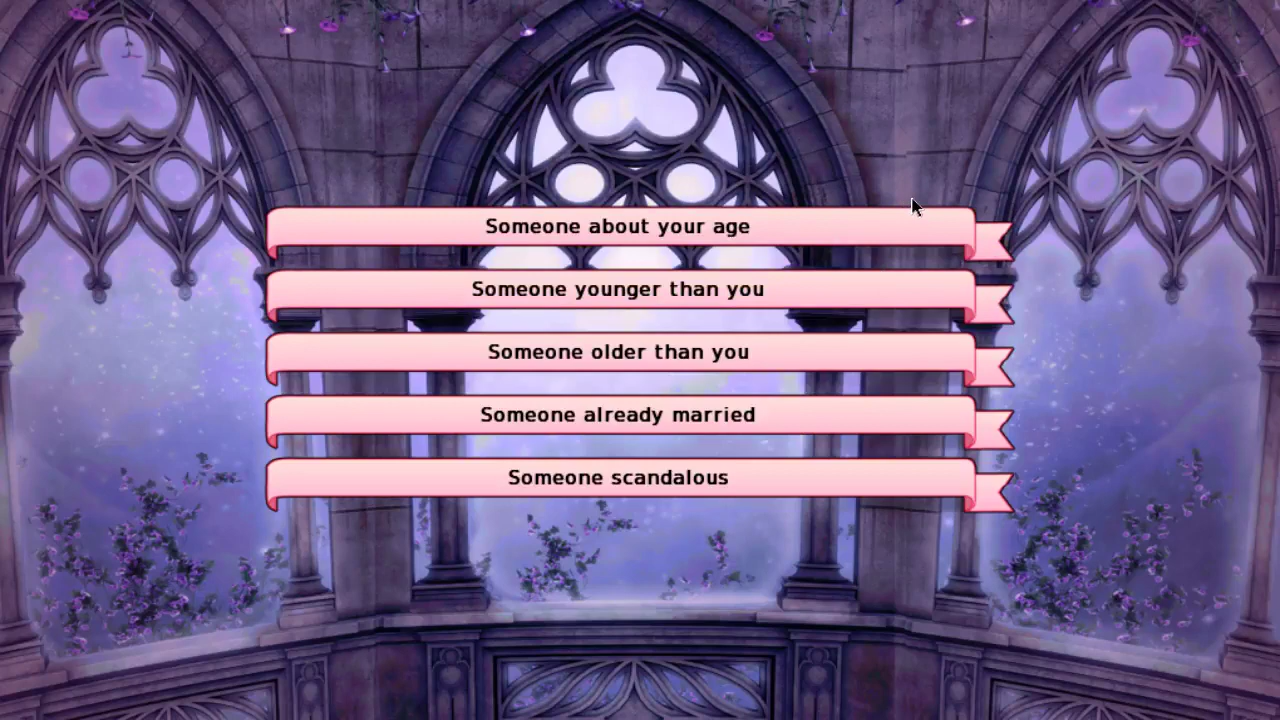 Someone about your age
Someone younger than you
Someone older than you
Someone already married
Someone scandalous